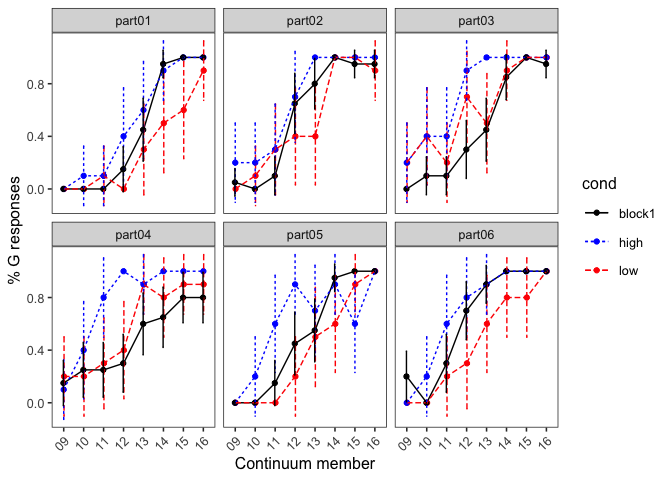 part01 part02 part03
0.8
0.4
0.0
part04 part05 part06
0.8
0.4
0.0
09 10 11 12 13 14 15 16 09 10 11 12 13 14 15 16 09 10 11 12 13 14 15 16
Continuum member
% G responses
cond
block1
high
low